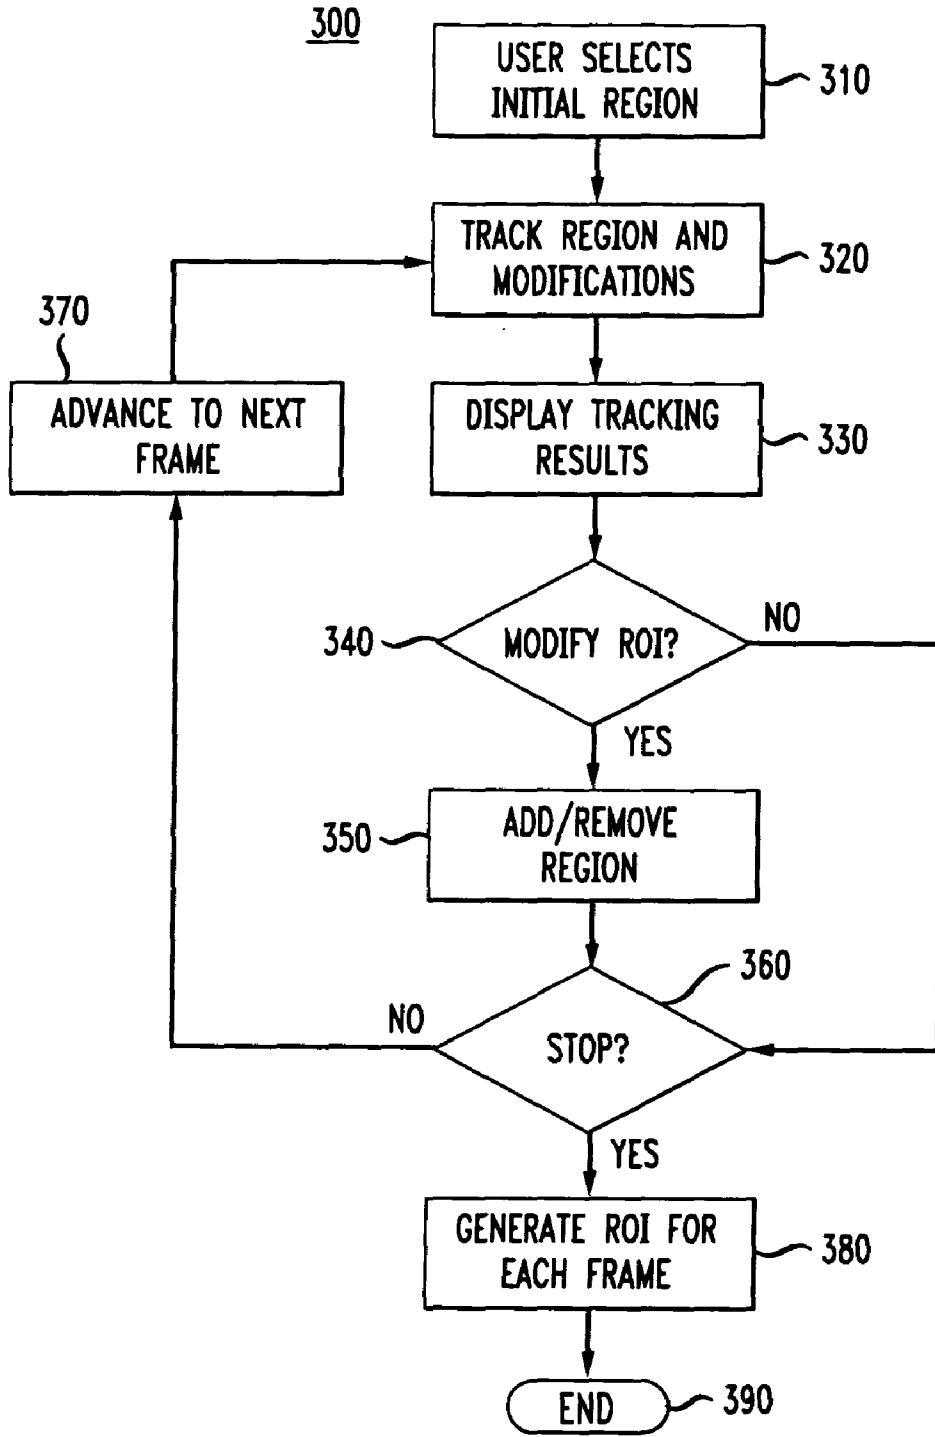 300
USER SELECTS
INITIAL REGION
310
TRACK REGION AND
MODIFICATIONS
320
370
ADVANCE TO NEXT
FRAME
DISPLAY TRACKING
RESULTS
330
340
MODIFY ROI?
NO
YES
350
ADD/REMOVE
REGION
360
NO
STOP?
YES
GENERATE ROI FOR
EACH FRAME
380
END
390